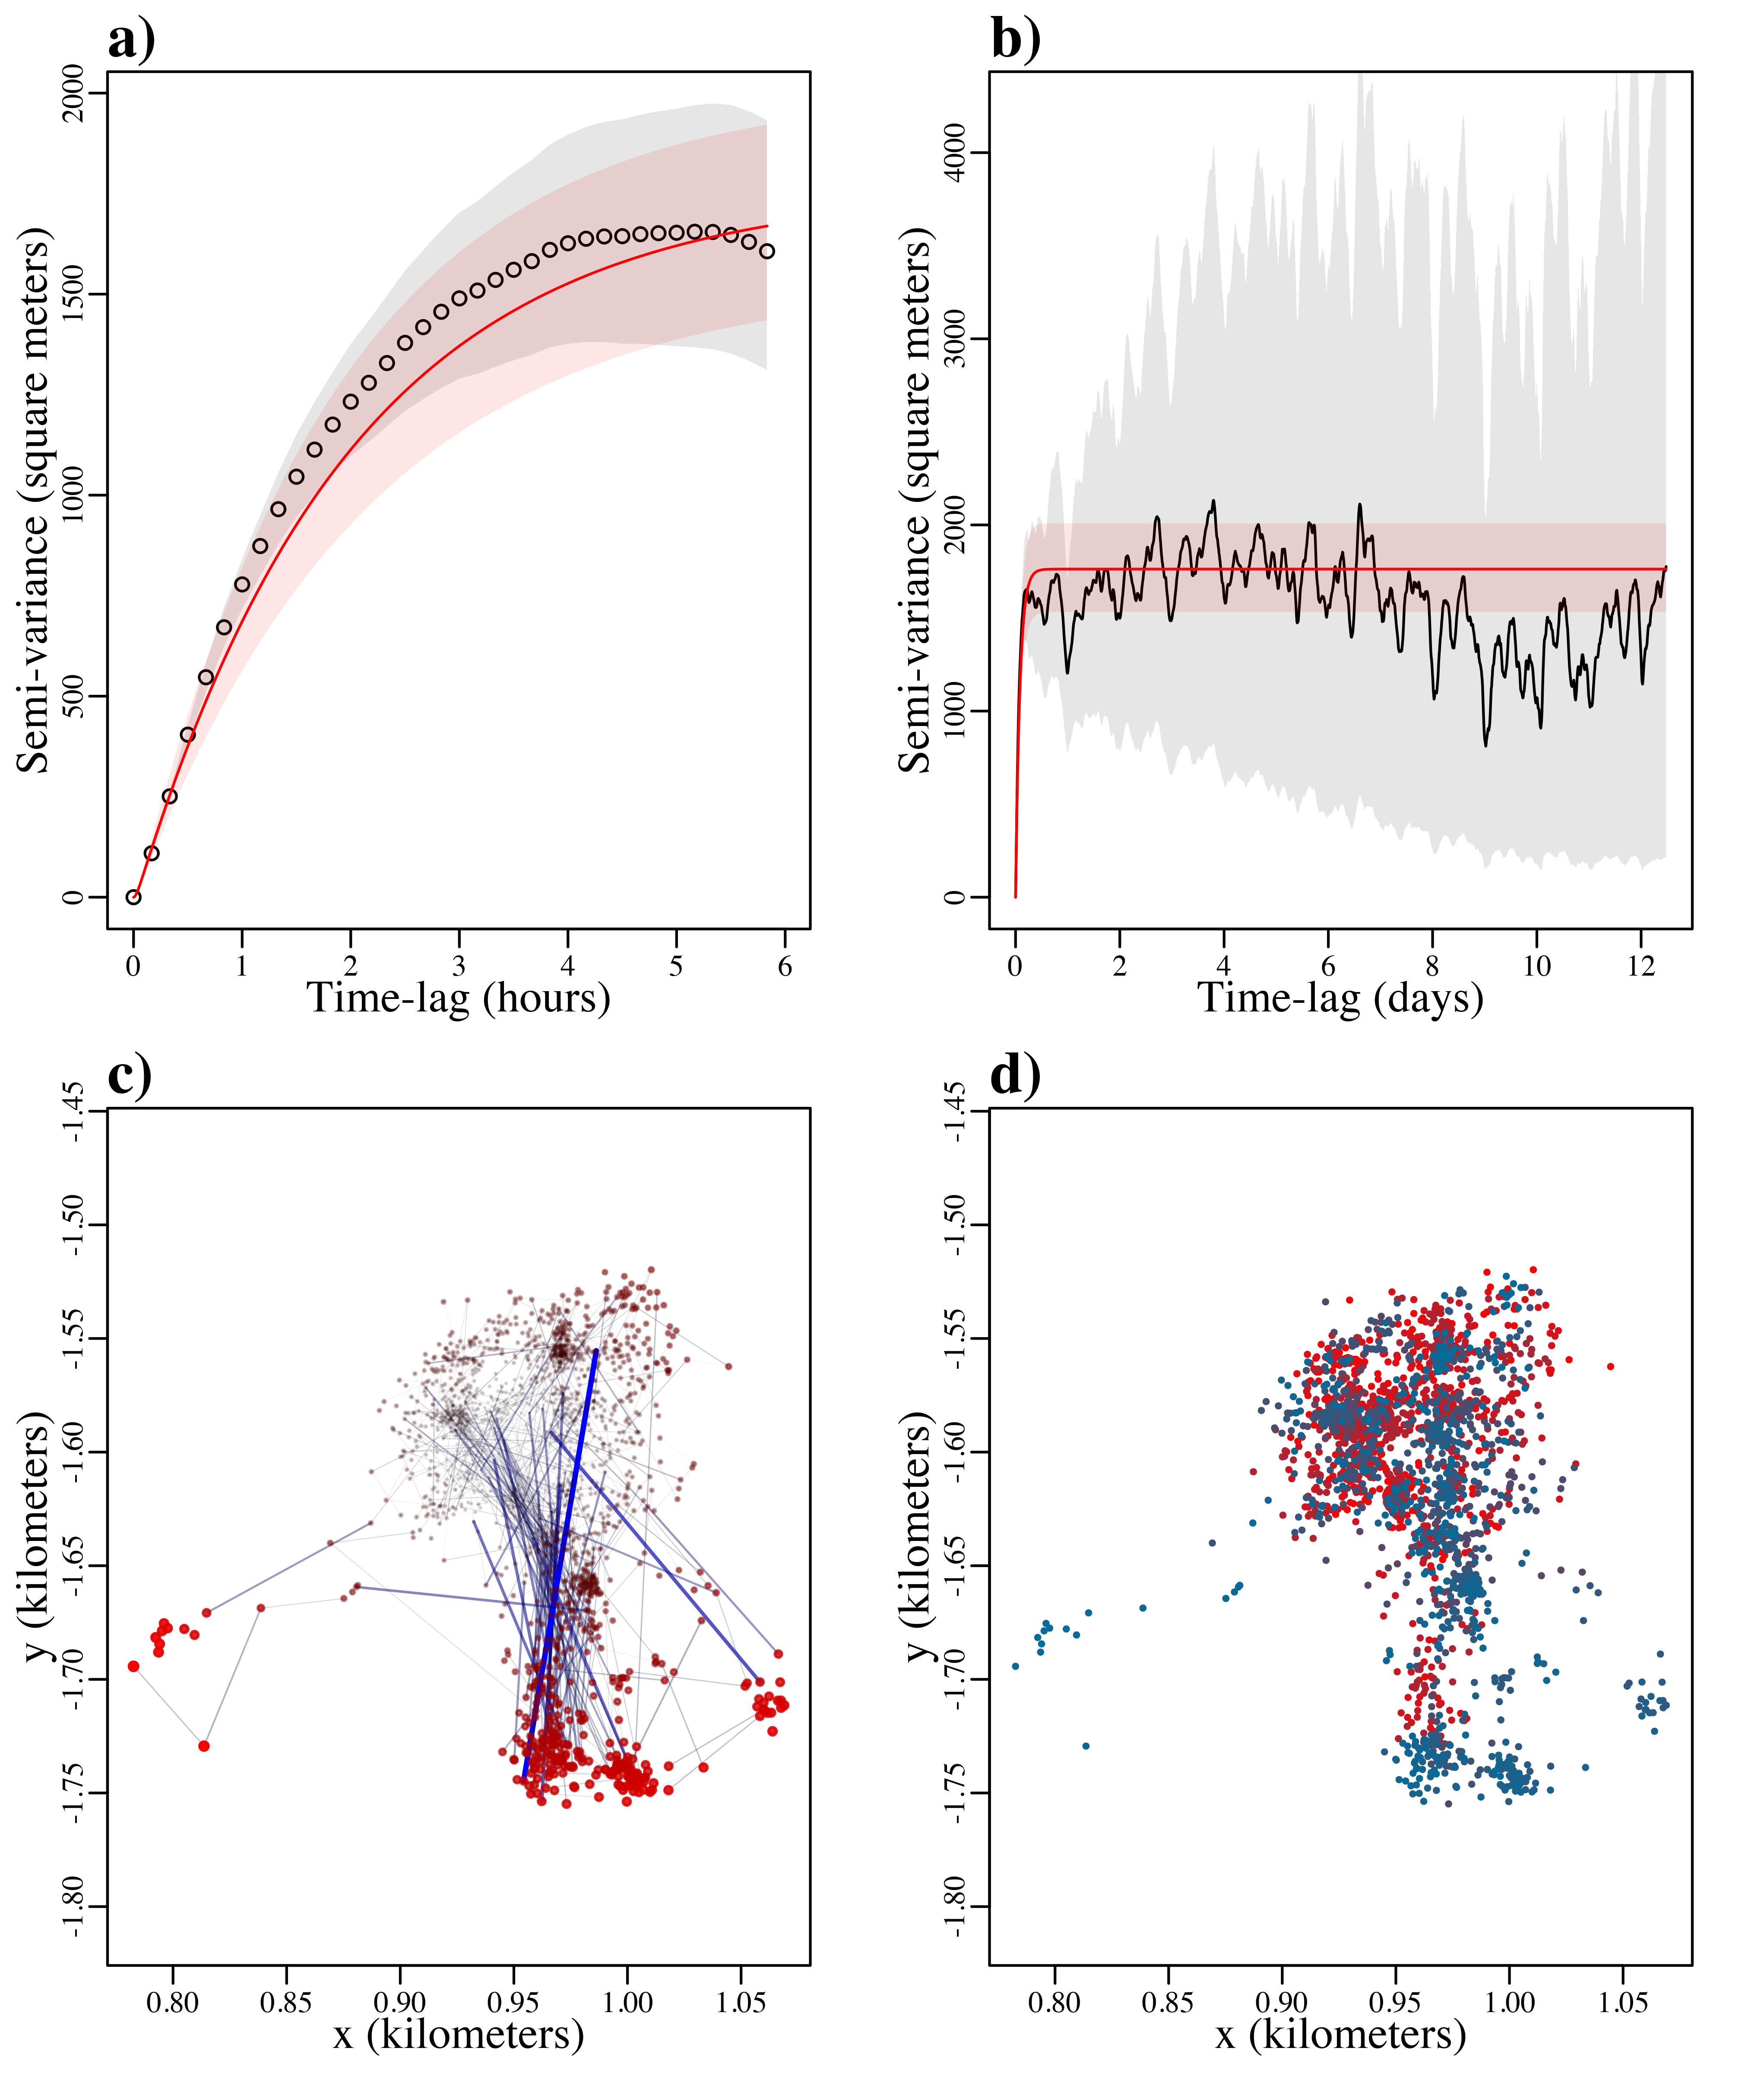 a)
Semi-variance (square meters)
2000
1500
1000
500
0
0 1 2 3 4 5 6
Time-lag (hours)
b)
Semi-variance (square meters)
4000
3000
2000
1000
0
0 2 4 6 8 10 12
Time-lag (days)
c)
y (kilometers)
-1.45
-1.50
-1.55
-1.60
-1.65
-1.70
-1.75
-1.80
0.80 0.85 0.90 0.95 1.00 1.05
x (kilometers)
d)
y (kilometers)
-1.45
-1.50
-1.55
-1.60
-1.65
-1.70
-1.75
-1.80
0.80 0.85 0.90 0.95 1.00 1.05
x (kilometers)